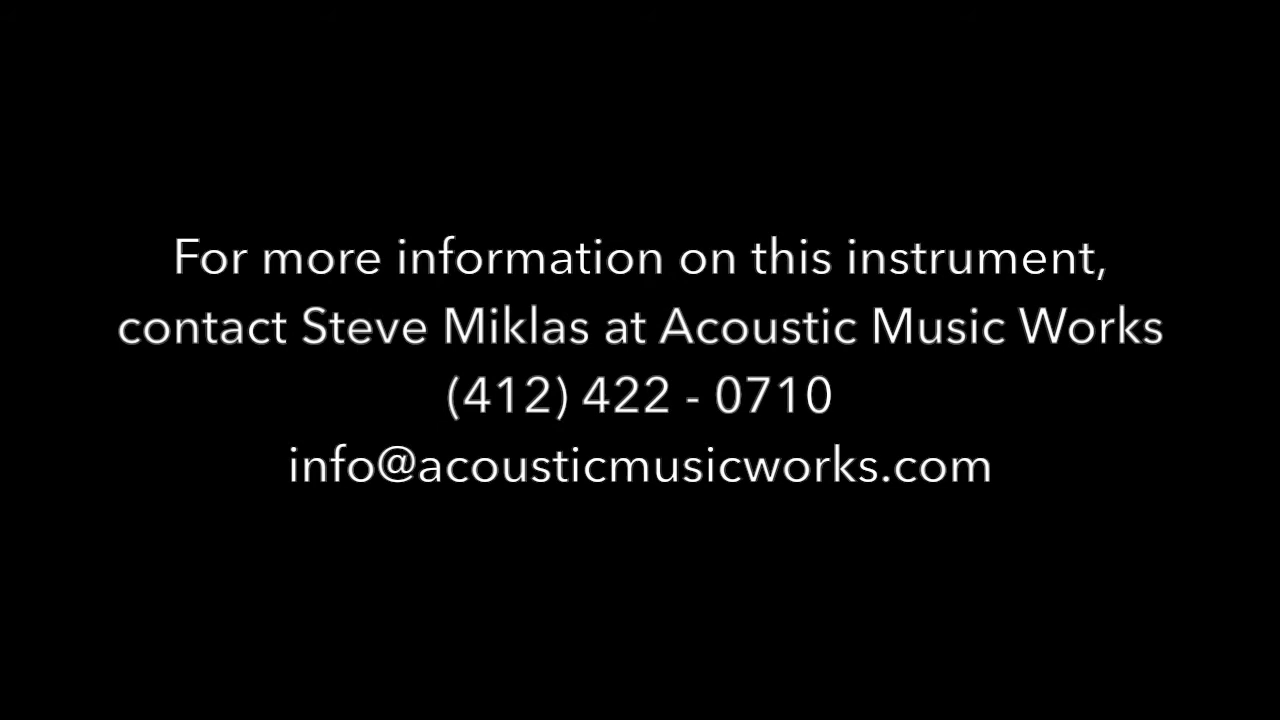 For more information on this instrument,
contact Steve Miklas at Acoustic Music Works
(412) 422 - 0710
info@acousticmusicworks.com